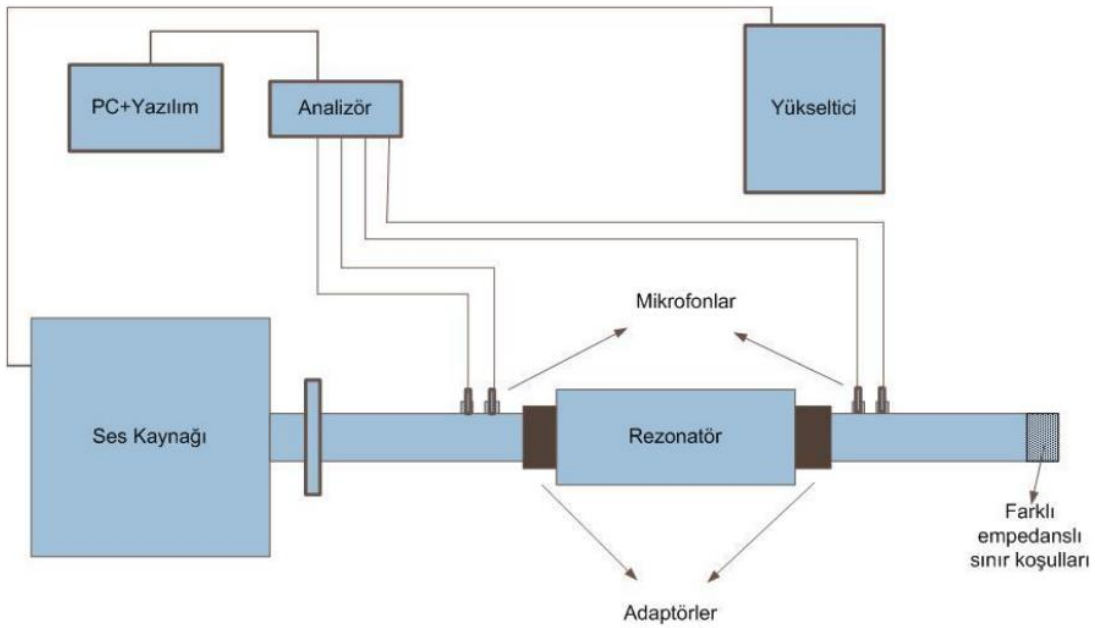 PC+Yazılım
Analizör
Yükseltici
Mikrofonlar
Ses Kaynağı
Rezonatör
Farklı
empedanslı
sınır koşulları
Adaptörler